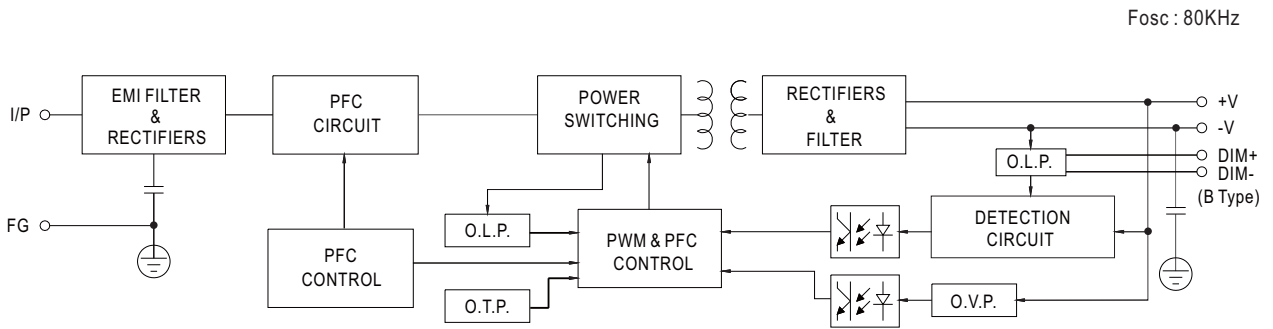 Fosc : 80KHz
I/P
EMI FILTER
&
RECTIFIERS
PFC
CIRCUIT
POWER
SWITCHING
RECTIFIERS
&
FILTER
+V
-V
DIM+
DIM-
(B Type)
O.L.P.
FG
PFC
CONTROL
O.L.P.
O.T.P.
PWM & PFC
CONTROL
DETECTION
CIRCUIT
O.V.P.